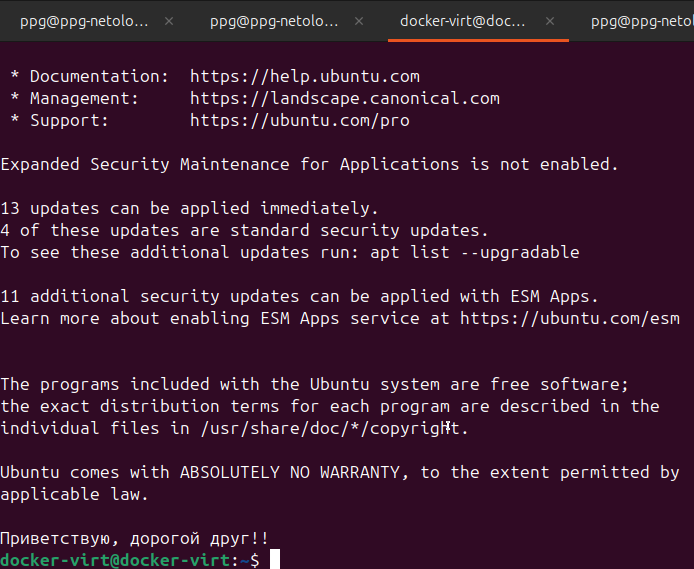 ppg@ppg-netolo... × ppg@ppg-netolo... × docker-virt@doc... × ppg@ppg-netol
* Documentation: https://help.ubuntu.com
* Management: https://landscape.canonical.com
* Support: https://ubuntu.com/pro
Expanded Security Maintenance for Applications is not enabled.
13 updates can be applied immediately.
4 of these updates are standard security updates.
To see these additional updates run: apt list --upgradable
11 additional security updates can be applied with ESM Apps.
Learn more about enabling ESM Apps service at https://ubuntu.com/esm
The programs included with the Ubuntu system are free software;
the exact distribution terms for each program are described in the
individual files in /usr/share/doc/*/copyright.
Ubuntu comes with ABSOLUTELY NO WARRANTY, to the extent permitted by
applicable law.
Приветствую, дорогой друг!!
docker-virt@docker-virt:~$